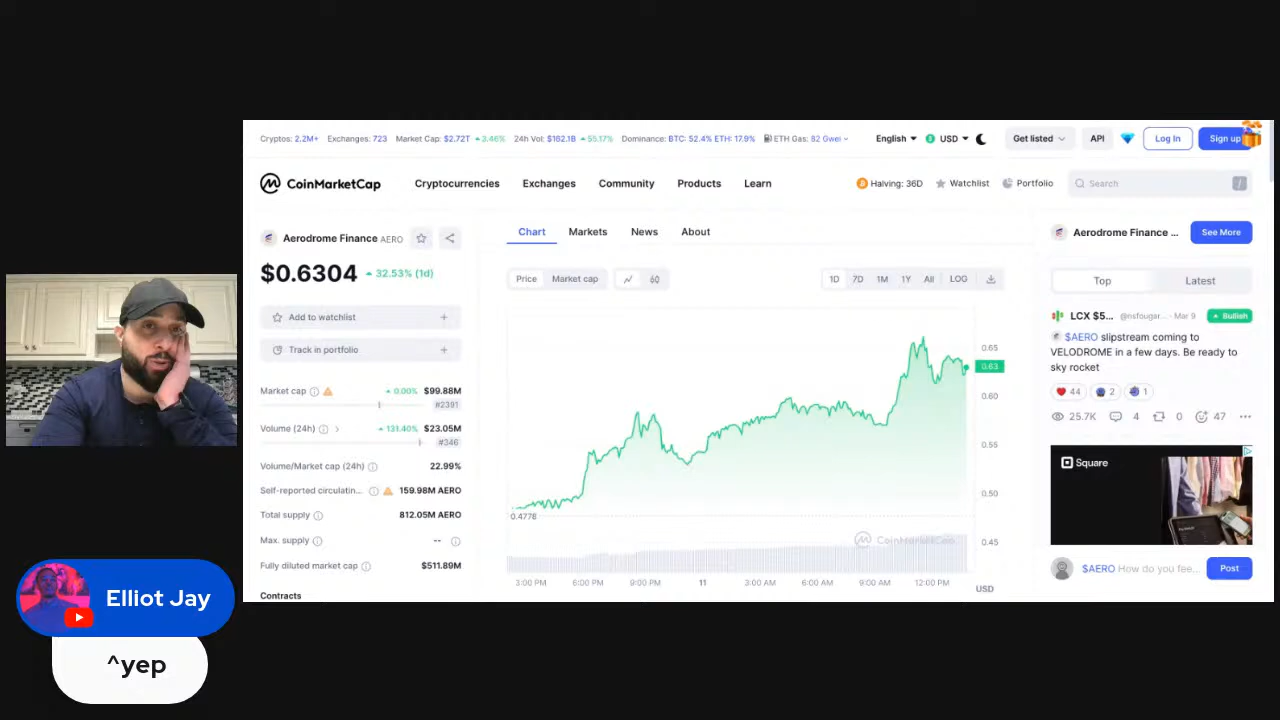 Cryptos: 2.2M+ Exchanges: 723 Market Cap: $2.72T 3.46% 24h Vol: $162.1B 55.17% Dominance: BTC: 52.4% ETH: 17.9% ETH Gas: 82 Gwei
English USD Get listed API Log In Sign up
CoinMarketCap Cryptocurrencies Exchanges Community Products Learn Halving: 36D Watchlist Portfolio Search /
Aerodrome Finance AERO
$0.6304 32.53% (1d)
Add to watchlist +
Track in portfolio +
Market cap 0.00% $99.88M
#2391
Volume (24h) 131.40% $23.05M
#346
Volume/Market cap (24h) 22.99%
Self-reported circulatin... 159.98M AERO
Total supply 812.05M AERO
Max. supply --
Fully diluted market cap $511.89M
Contracts
Chart Markets News About
Price Market cap 1D 7D 1M 1Y All LOG
0.65
0.63
0.60
0.55
0.50
0.4776
0.45
CoinMarketCap
3:00 PM 6:00 PM 9:00 PM 11 3:00 AM 6:00 AM 9:00 AM 12:00 PM
USD
Aerodrome Finance ... See More
Top Latest
LCX $5... @nsfougar... · Mar 9 Bullish
$AERO slipstream coming to
VELODROME in a few days. Be ready to
sky rocket
44 2 1
25.7K 4 0 47 ...
Square
$AERO How do you fee... Post
Elliot Jay
^yep